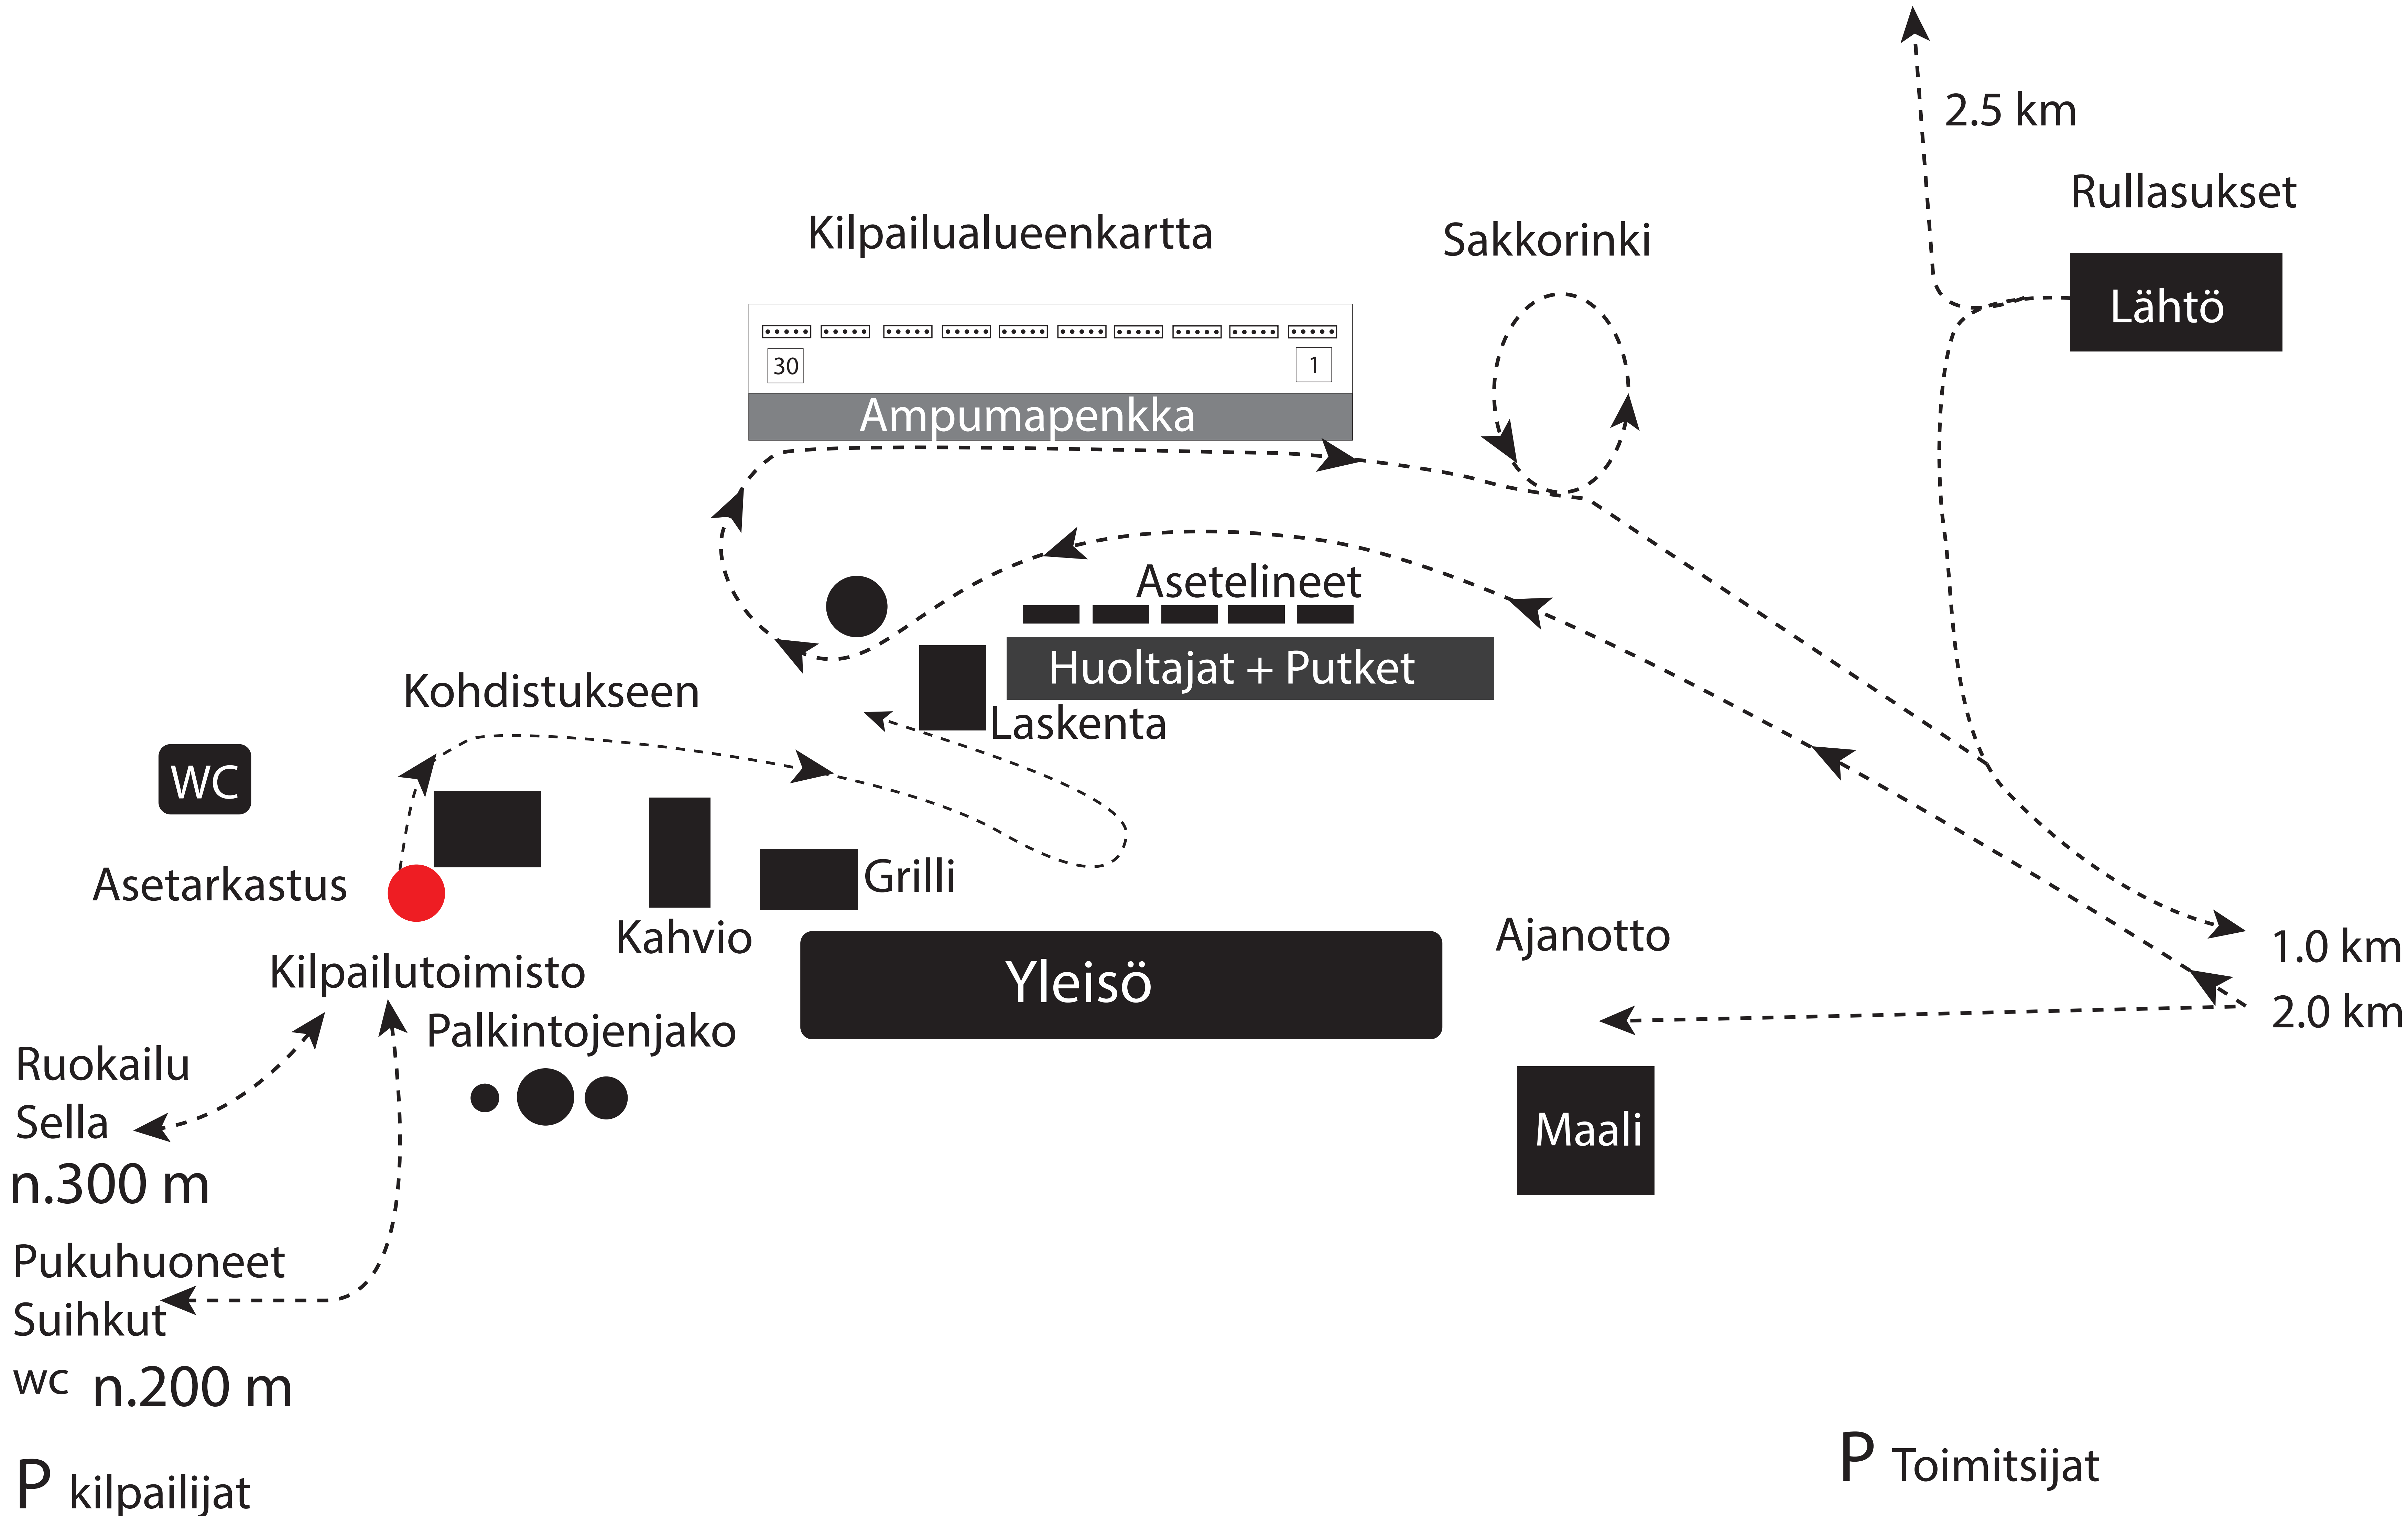 2.5 km
Rullasukset
Kilpailualueenkartta
Sakkorinki
Lähtö
30
1
Ampumapenkka
Asetelineet
Huoltajat + Putket
Kohdistukseen
Laskenta
WC
Asetarkastus
Grilli
Kahvio
Ajanotto
1.0 km
Kilpailutoimisto
Yleisö
2.0 km
Palkintojenjako
Ruokailu
Sella
n.300 m
Maali
Pukuhuoneet
Suihkut
wc n.200 m
P Toimitsijat
P kilpailijat